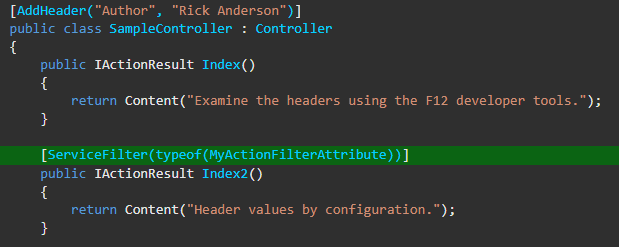 [AddHeader("Author", "Rick Anderson")]
public class SampleController : Controller
{
    public IActionResult Index()
    {
        return Content("Examine the headers using the F12 developer tools.");
    }

    [ServiceFilter(typeof(MyActionFilterAttribute))]
    public IActionResult Index2()
    {
        return Content("Header values by configuration.");
    }